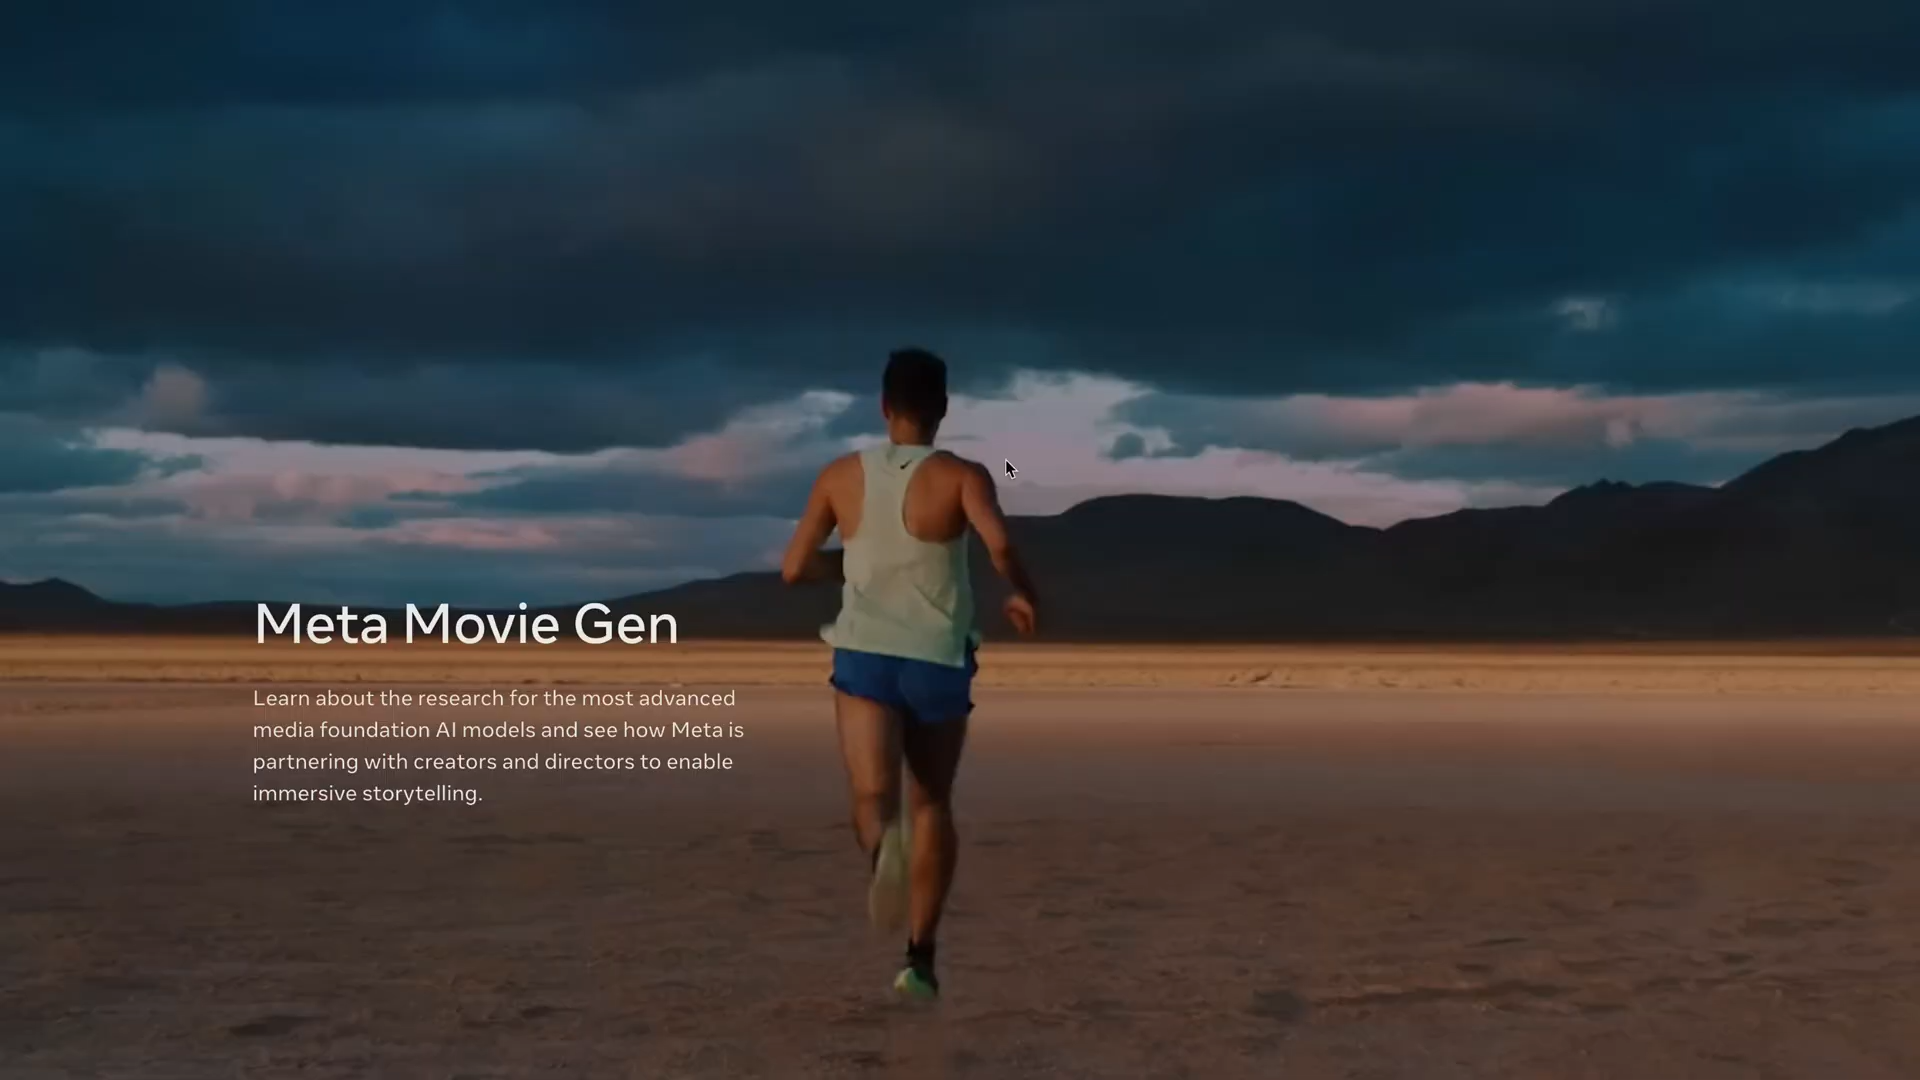 Meta Movie Gen
Learn about the research for the most advanced
media foundation AI models and see how Meta is
partnering with creators and directors to enable
immersive storytelling.